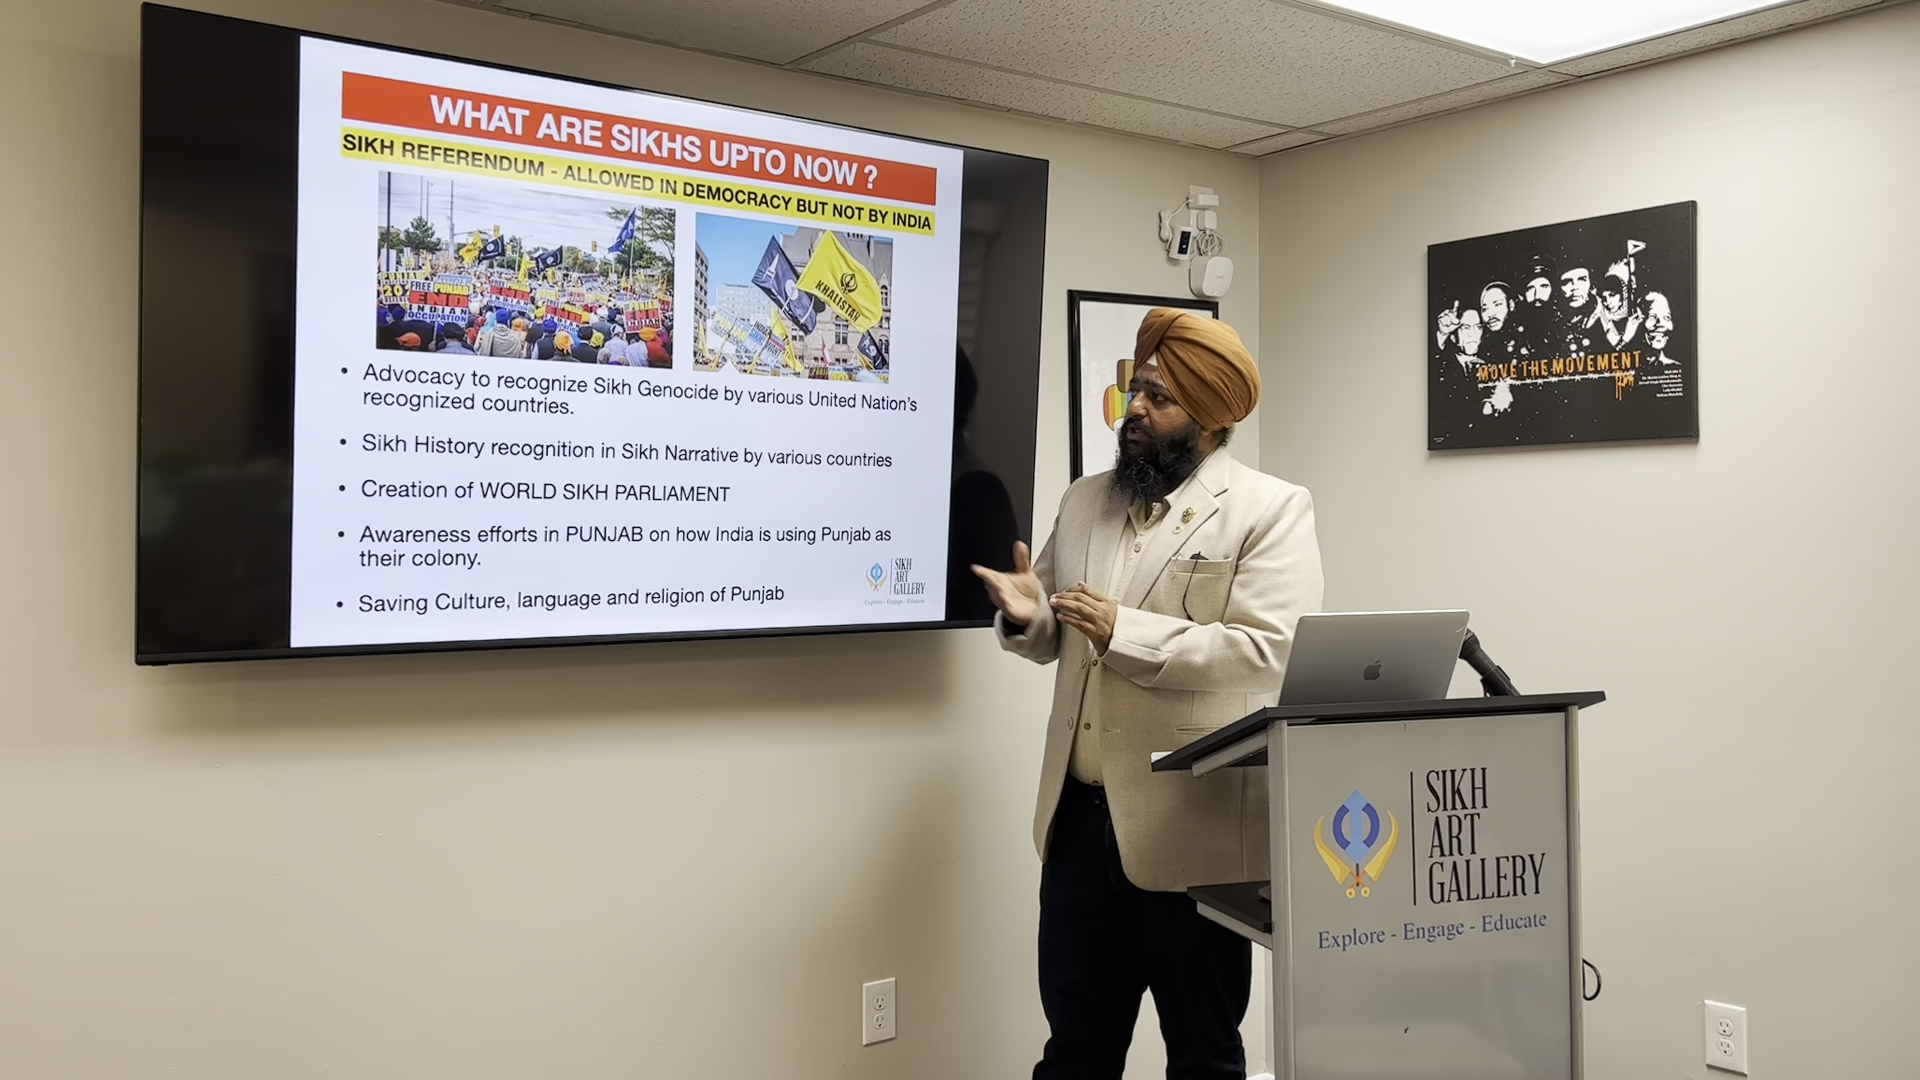 WHAT ARE SIKHS UPTO NOW ?
SIKH REFERENDUM - ALLOWED IN DEMOCRACY BUT NOT BY INDIA
FREE PUNJAB
END
INDIAN
OCCUPATION
KHALISTAN
• Advocacy to recognize Sikh Genocide by various United Nation's
recognized countries.
• Sikh History recognition in Sikh Narrative by various countries
• Creation of WORLD SIKH PARLIAMENT
• Awareness efforts in PUNJAB on how India is using Punjab as
their colony.
• Saving Culture, language and religion of Punjab
SIKH
ART
GALLERY
Explore - Engage - Educate
MOVE THE MOVEMENT
SIKH
ART
GALLERY
Explore - Engage - Educate